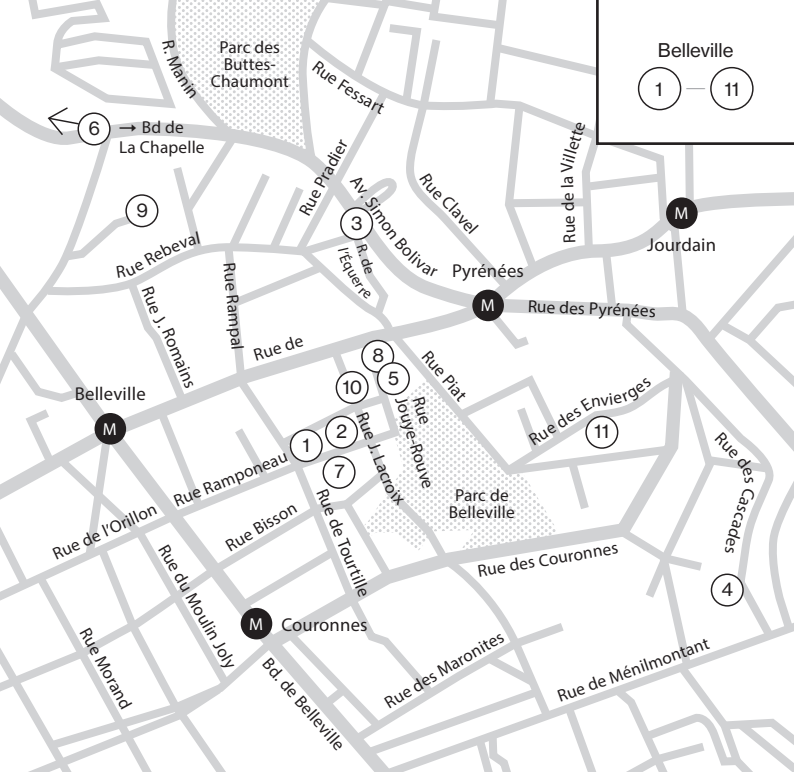 Parc des
Buttes-
Chaumont
R. Manin
Rue Fessart
Belleville
1 — 11
6 → Bd de
La Chapelle
Rue Pradier
Av. Simon Bolivar
Rue Clavel
Rue de la Villette
9
3
M
Jourdain
Rue Rebeval
R. de
l'Équerre
Pyrénées
M
Rue des Pyrénées
Rue J. Romains
Rue Rampal
Rue de
Belleville
M
8
5
10
Rue Piat
Rue
Jouye-Rouve
Rue des Envierges
11
1
2
7
Rue J. Lacroix
Rue Ramponeau
Rue des Cascades
Parc de
Belleville
Rue de l'Orillon
Rue Bisson
Rue de Tourtille
Rue des Couronnes
4
Rue du Moulin Joly
M
Couronnes
Rue Morand
Bd. de Belleville
Rue des Maronites
Rue de Ménilmontant